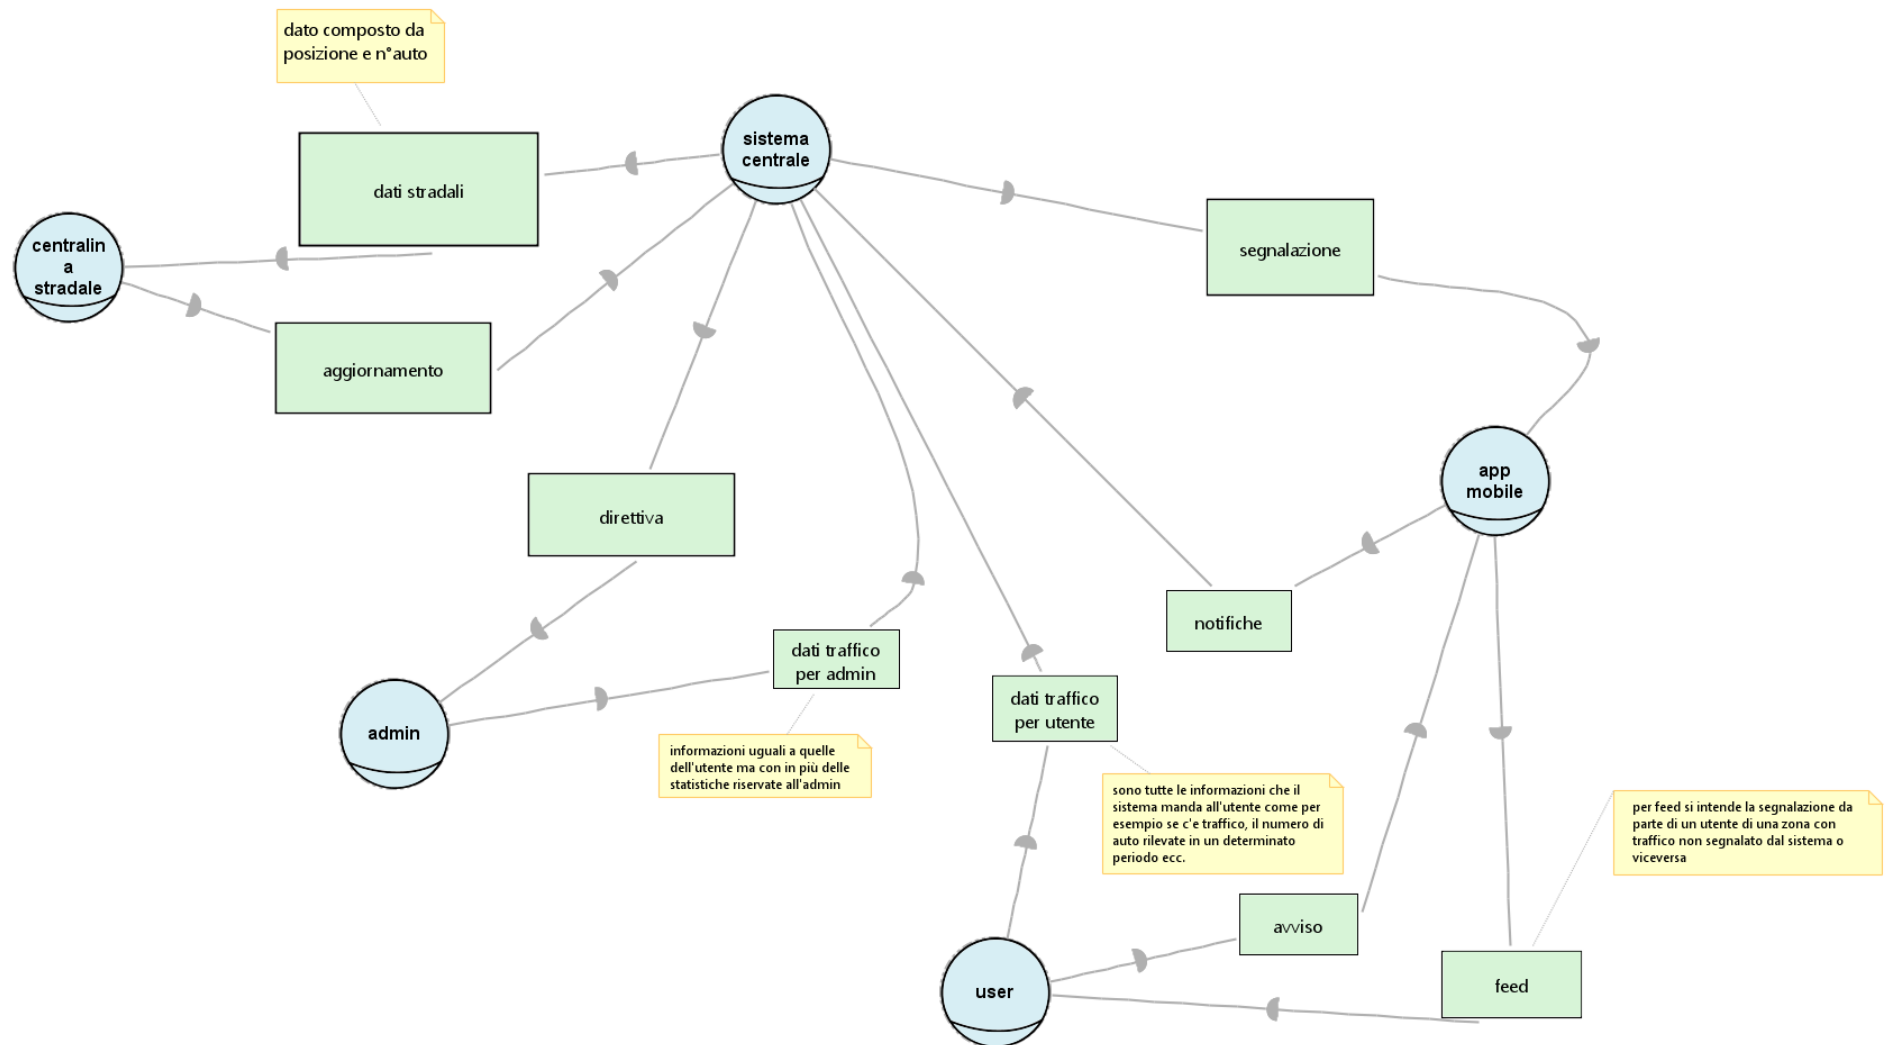 dato composto da
posizione e n°auto
sistema
centrale
dati stradali
segnalazione
centralin
a
stradale
aggiornamento
app
mobile
direttiva
notifiche
dati traffico
per admin
dati traffico
per utente
admin
informazioni uguali a quelle
dell'utente ma con in più delle
statistiche riservate all'admin
sono tutte le informazioni che il
sistema manda all'utente come per
esempio se c'e traffico, il numero di
auto rilevate in un determinato
periodo ecc.
per feed si intende la segnalazione da
parte di un utente di una zona con
traffico non segnalato dal sistema o
viceversa
avviso
user
feed